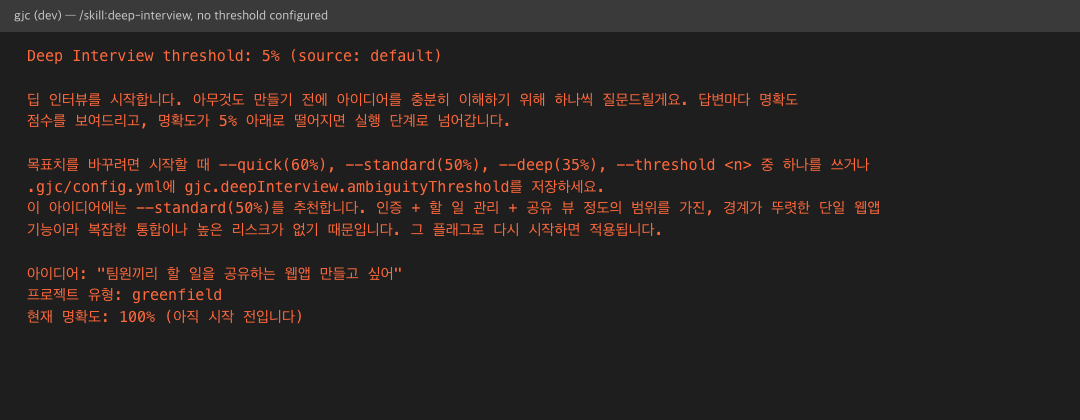 gjc (dev) — /skill:deep-interview, no threshold configured
Deep Interview threshold: 5% (source: default)
딥 인터뷰를 시작합니다. 아무것도 만들기 전에 아이디어를 충분히 이해하기 위해 하나씩 질문드릴게요. 답변마다 명확도
점수를 보여드리고, 명확도가 5% 아래로 떨어지면 실행 단계로 넘어갑니다.
목표치를 바꾸려면 시작할 때 --quick(60%), --standard(50%), --deep(35%), --threshold <n> 중 하나를 쓰거나
.gjc/config.yml에 gjc.deepInterview.ambiguityThreshold를 저장하세요.
이 아이디어에는 --standard(50%)를 추천합니다. 인증 + 할 일 관리 + 공유 뷰 정도의 범위를 가진, 경계가 뚜렷한 단일 웹앱
기능이라 복잡한 통합이나 높은 리스크가 없기 때문입니다. 그 플래그로 다시 시작하면 적용됩니다.
아이디어: "팀원끼리 할 일을 공유하는 웹앱 만들고 싶어"
프로젝트 유형: greenfield
현재 명확도: 100% (아직 시작 전입니다)